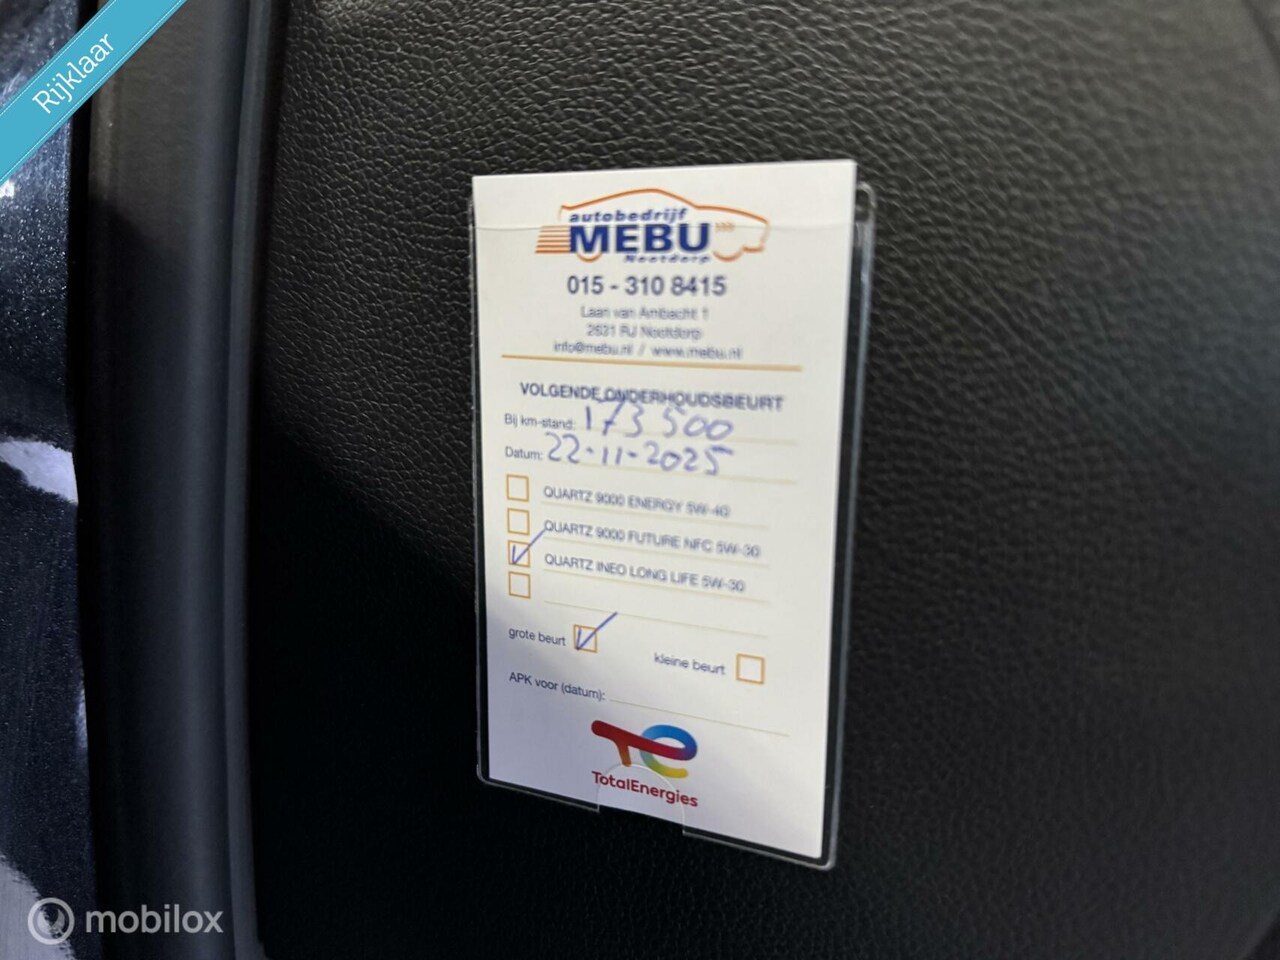 Rijklaar
autobedrijf
MEBU
Nootdorp
015 - 310 8415
Laan van Ambacht 1
2631 RJ Nootdorp
info@mebu.nl / www.mebu.nl
VOLGENDE ONDERHOUDSBEURT
Bij km-stand: 173 500
Datum: 22-11-2025
QUARTZ 9000 ENERGY 5W-40
QUARTZ 9000 FUTURE NFC 5W-30
QUARTZ INEO LONG LIFE 5W-30
grote beurt
kleine beurt
APK voor (datum):
TotalEnergies
mobilox